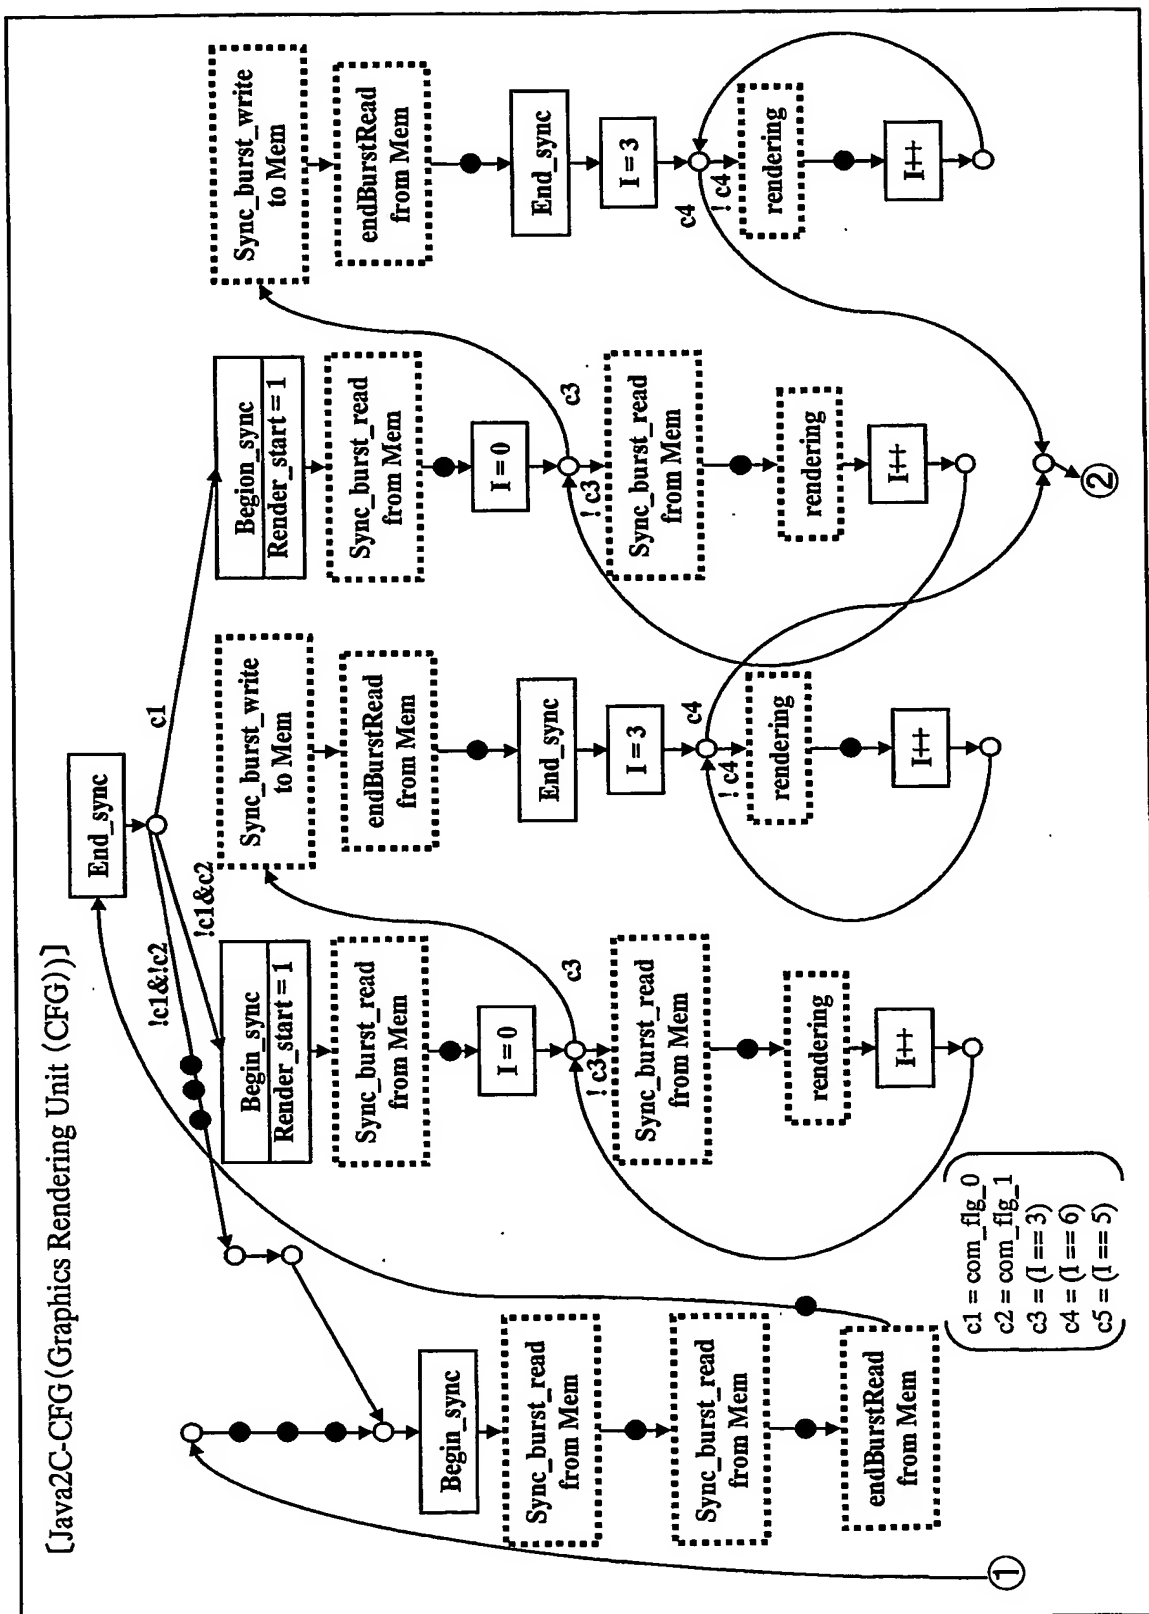 [Java2C-CFG(Graphics Rendering Unit (CFG))]
①
Begin_sync
Sync_burst_read
from Mem
Sync_burst_read
from Mem
endBurstRead
from Mem
End_sync
!c1&!c2
!c1&c2
c1
Begin_sync
Render_start = 1
Sync_burst_read
from Mem
I = 0
!c3
c3
Sync_burst_read
from Mem
rendering
I++
Sync_burst_write
to Mem
endBurstRead
from Mem
End_sync
I = 3
!c4
c4
rendering
I++
Begion_sync
Render_start = 1
Sync_burst_read
from Mem
I = 0
!c3
c3
Sync_burst_read
from Mem
rendering
I++
Sync_burst_write
to Mem
endBurstRead
from Mem
End_sync
I = 3
c4
!c4
rendering
I++
②
c1 = com_flg_0
c2 = com_flg_1
c3 = (I == 3)
c4 = (I == 6)
c5 = (I == 5)